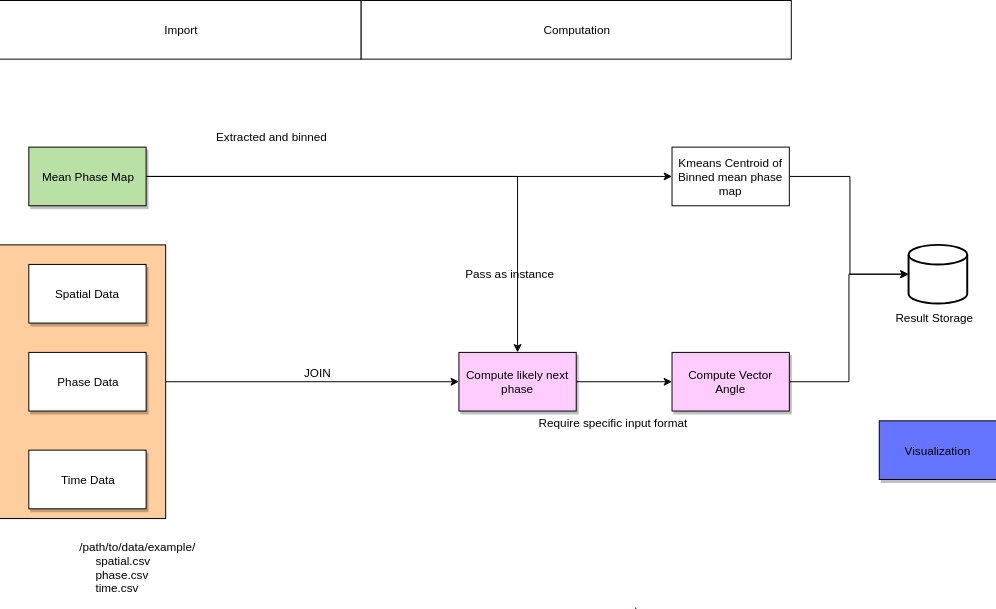 Import
Computation
Extracted and binned
Mean Phase Map
Kmeans Centroid of
Binned mean phase
map
Spatial Data
Pass as instance
Result Storage
Phase Data
JOIN
Compute likely next
phase
Compute Vector
Angle
Require specific input format
Visualization
Time Data
/path/to/data/example/
spatial.csv
phase.csv
time.csv
.